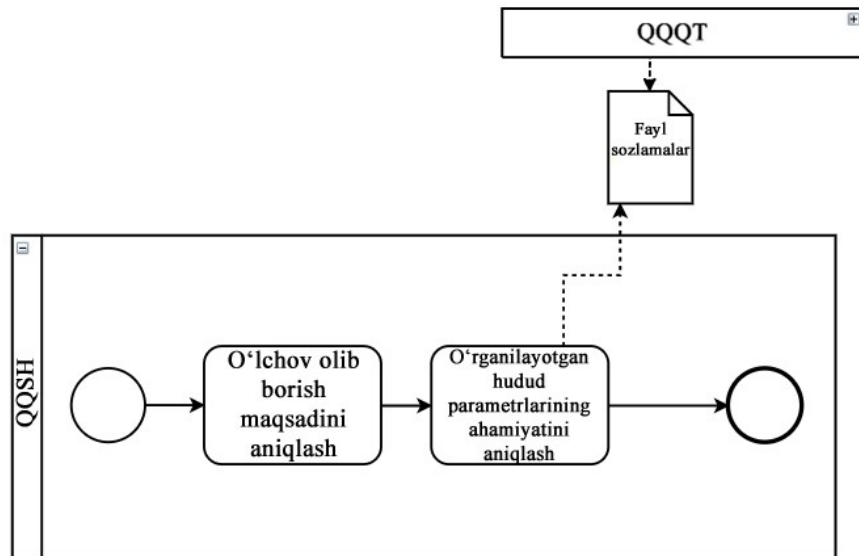 QQQT
Fayl
sozlamalar
QQSH
O‘lchov olib
borish
maqsadini
aniqlash
O‘rganilayotgan
hudud
parametrlarining
ahamiyatini
aniqlash